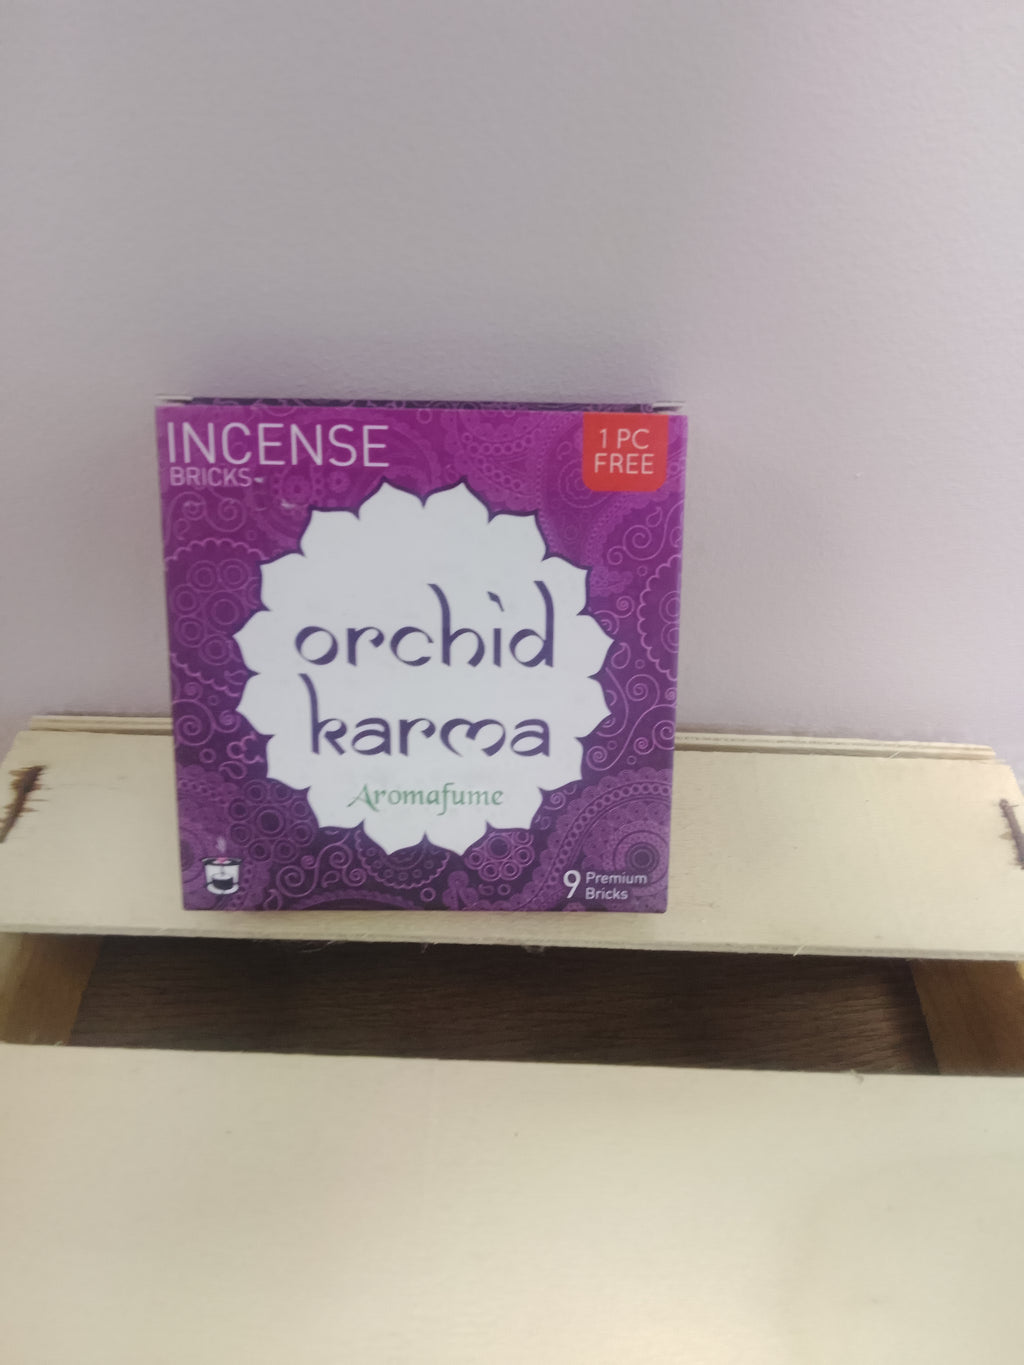 INCENSE
BRICKS
1 PC
FREE
orchid
karma
Aromafume
9 Premium
Bricks